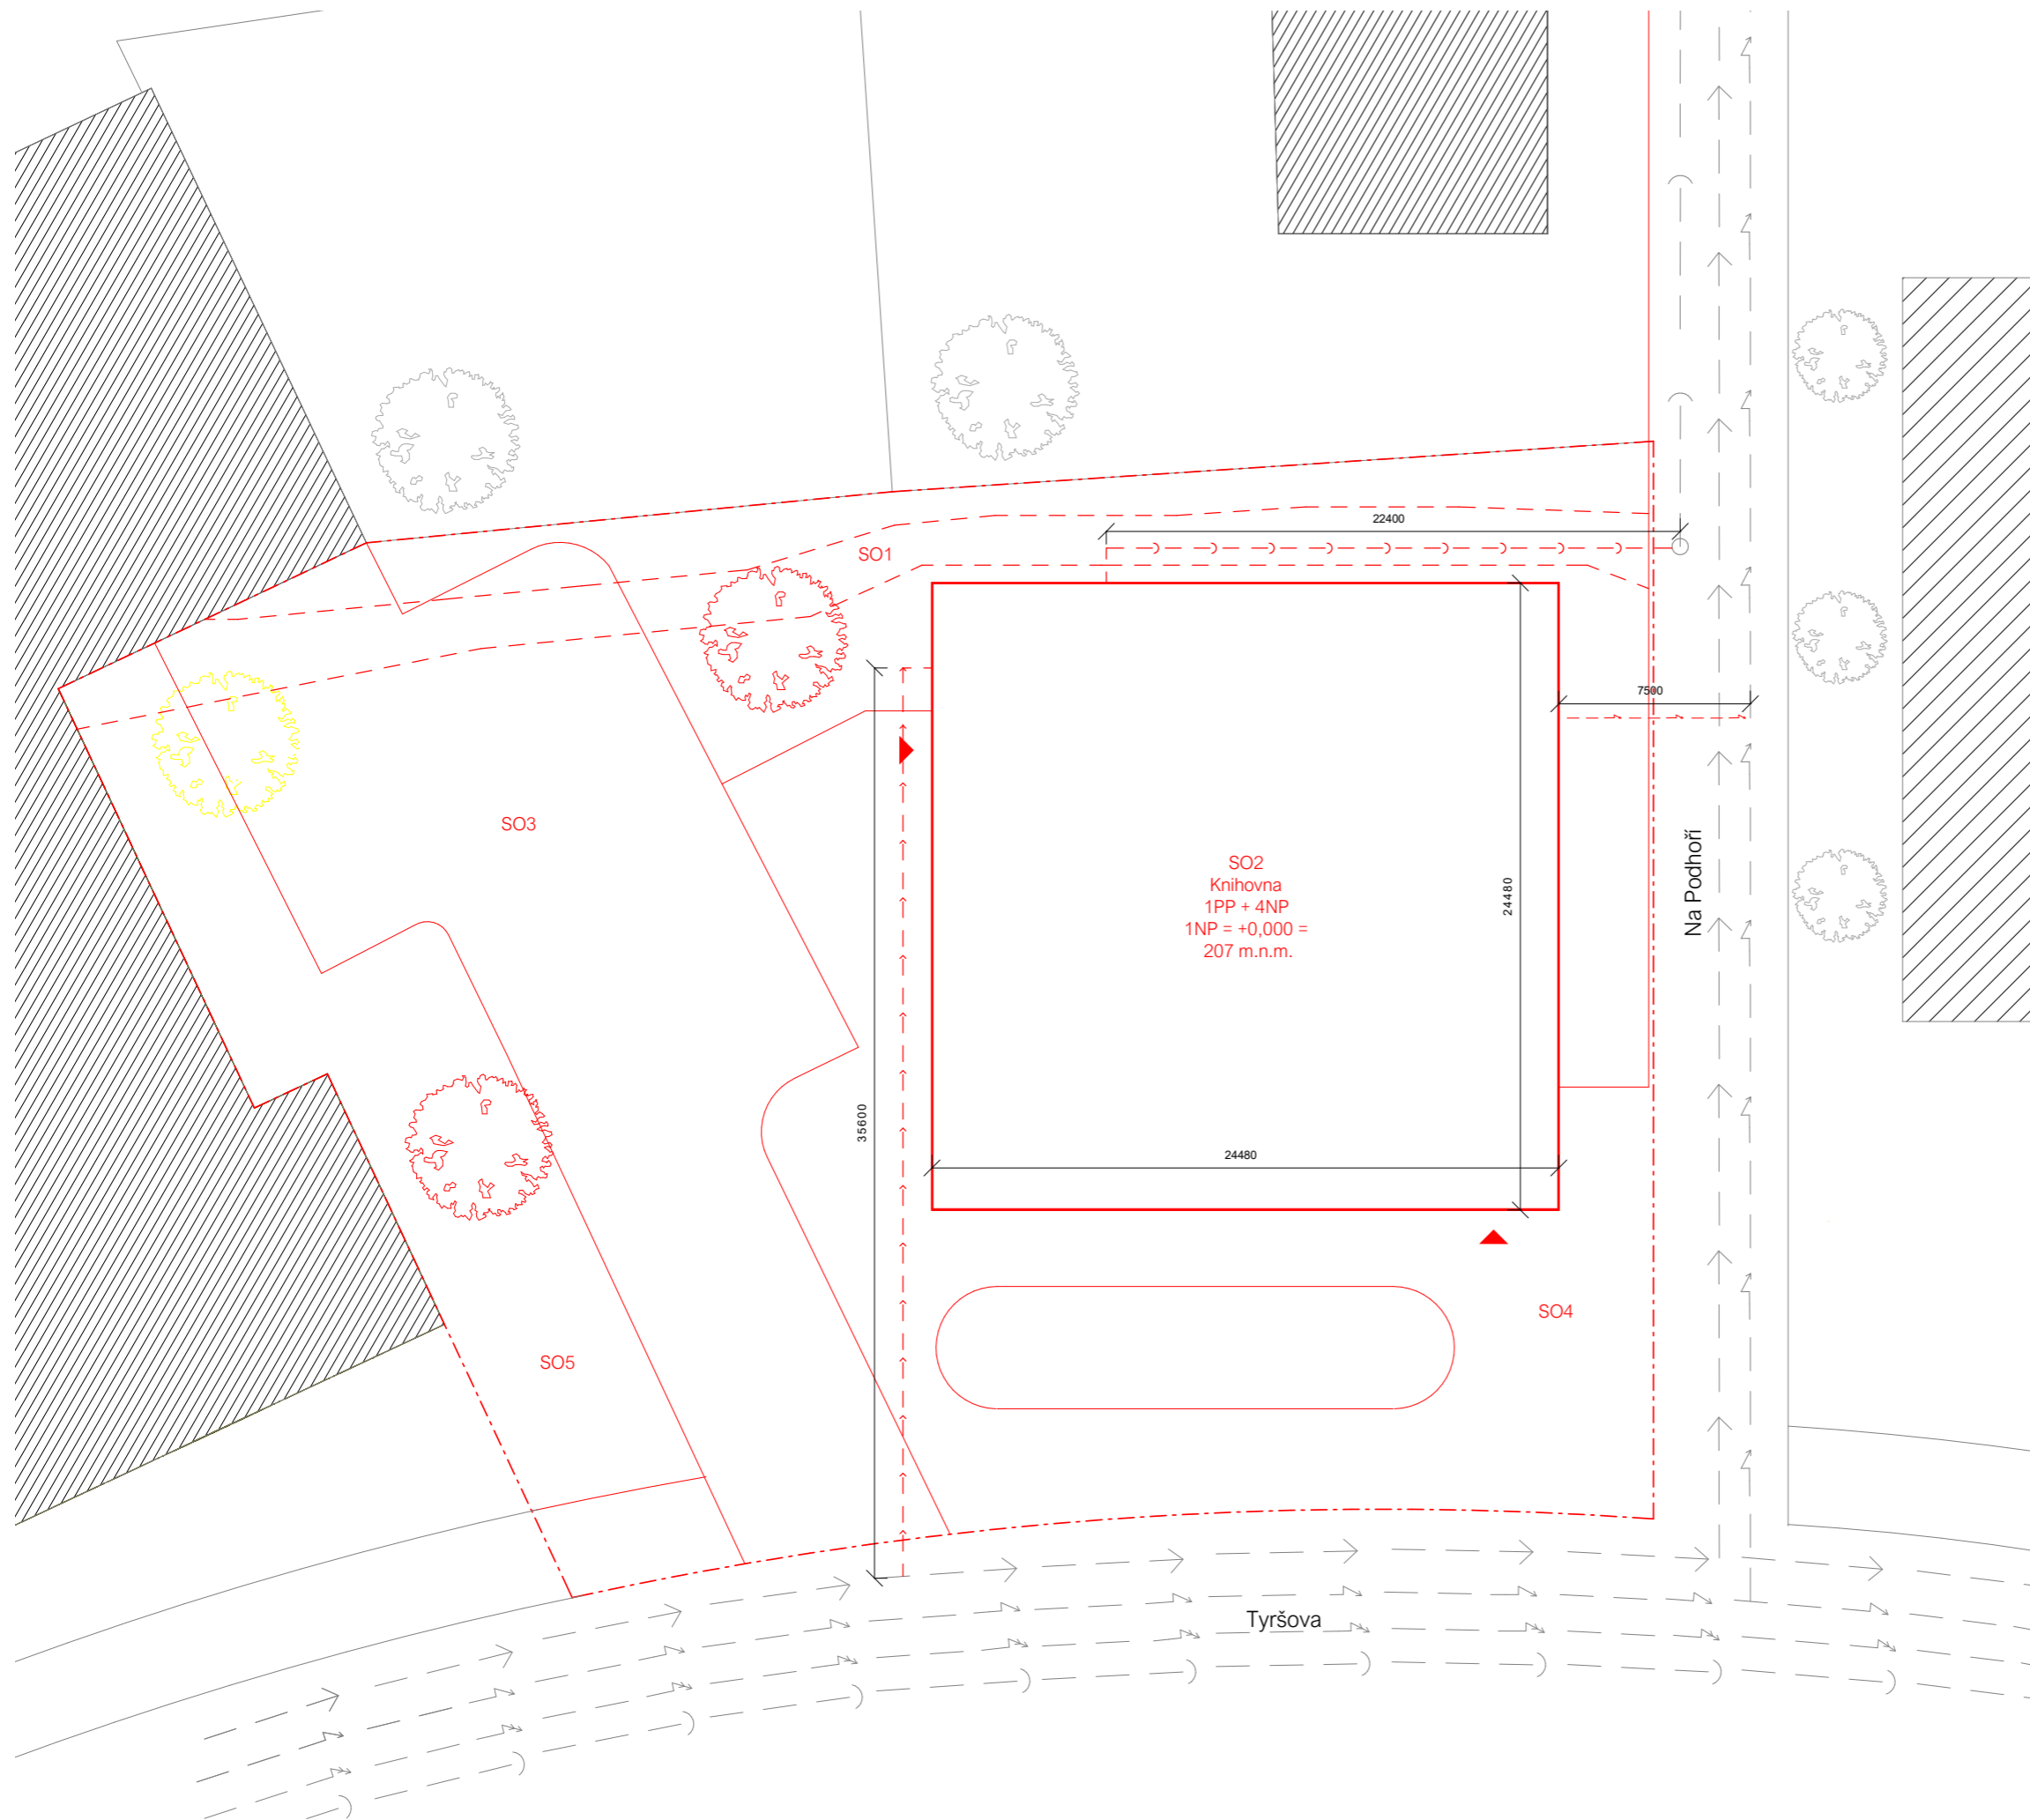 22400
SO1
7500
SO3
Na Podhoří
SO2
Knihovna
1PP + 4NP
1NP = +0,000 =
207 m.n.m.
24480
35600
24480
SO4
SO5
Tyršova